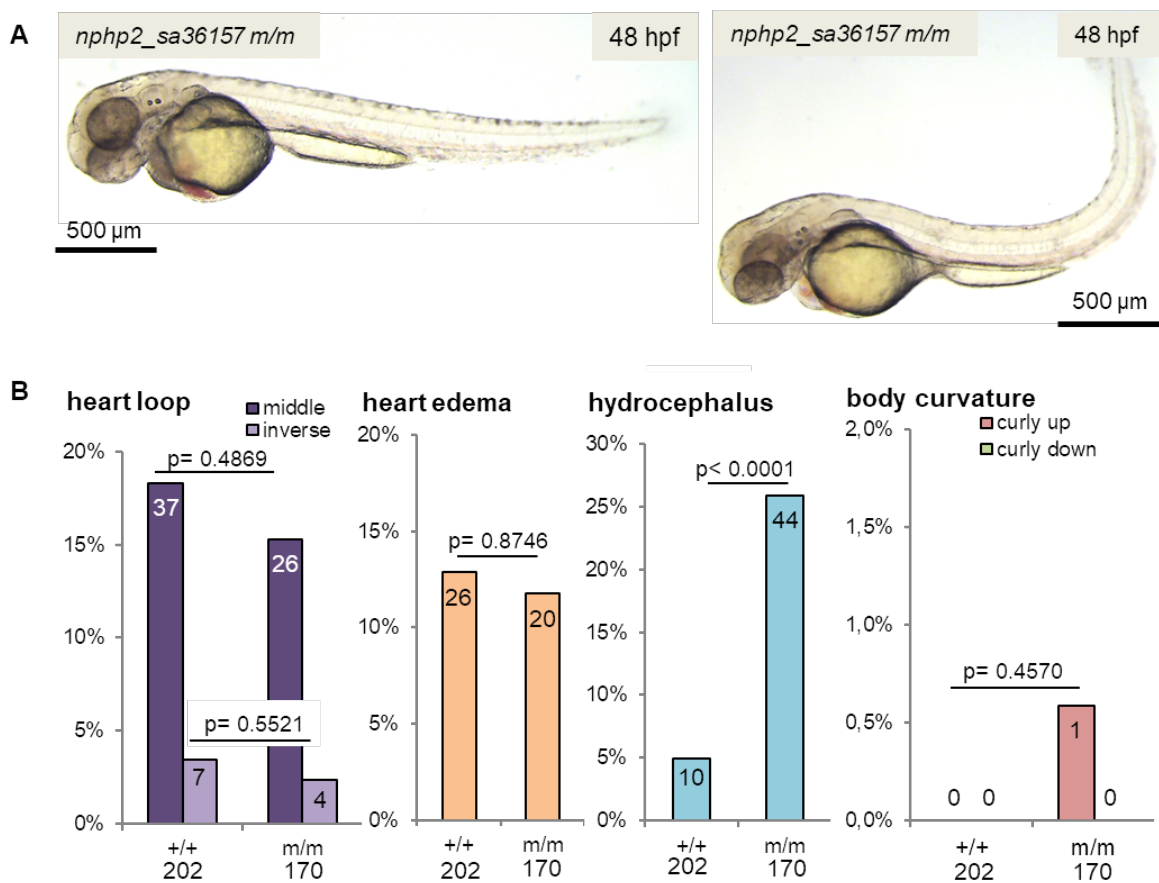 A
nphp2_sa36157 m/m
48 hpf
500 µm
nphp2_sa36157 m/m
48 hpf
500 µm
B
heart loop
middle
inverse
20%
15%
10%
5%
0%
p= 0.4869
37
7
26
4
p= 0.5521
+/+
202
m/m
170
heart edema
20%
15%
10%
5%
0%
p= 0.8746
26
20
+/+
202
m/m
170
hydrocephalus
30%
25%
20%
15%
10%
5%
0%
p< 0.0001
10
44
+/+
202
m/m
170
body curvature
curly up
curly down
2,0%
1,5%
1,0%
0,5%
0,0%
p= 0.4570
0 0
1
0
+/+
202
m/m
170